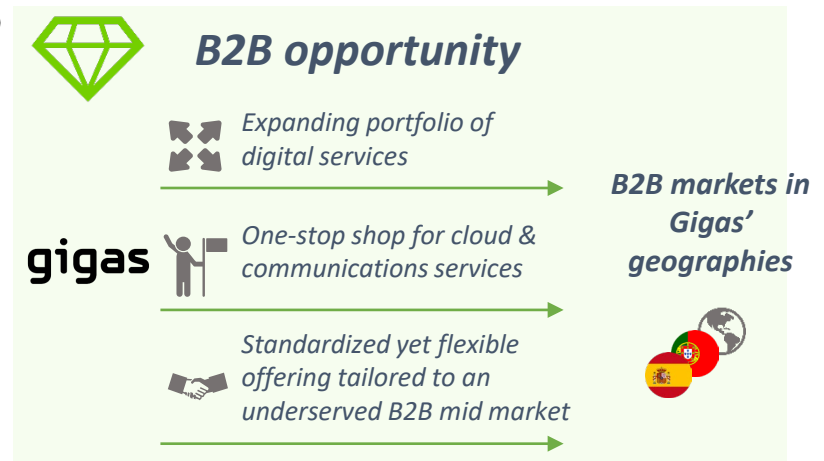 B2B opportunity
Expanding portfolio of
digital services
gigas
One-stop shop for cloud &
communications services
Standardized yet flexible
offering tailored to an
underserved B2B mid market
B2B markets in
Gigas’
geographies